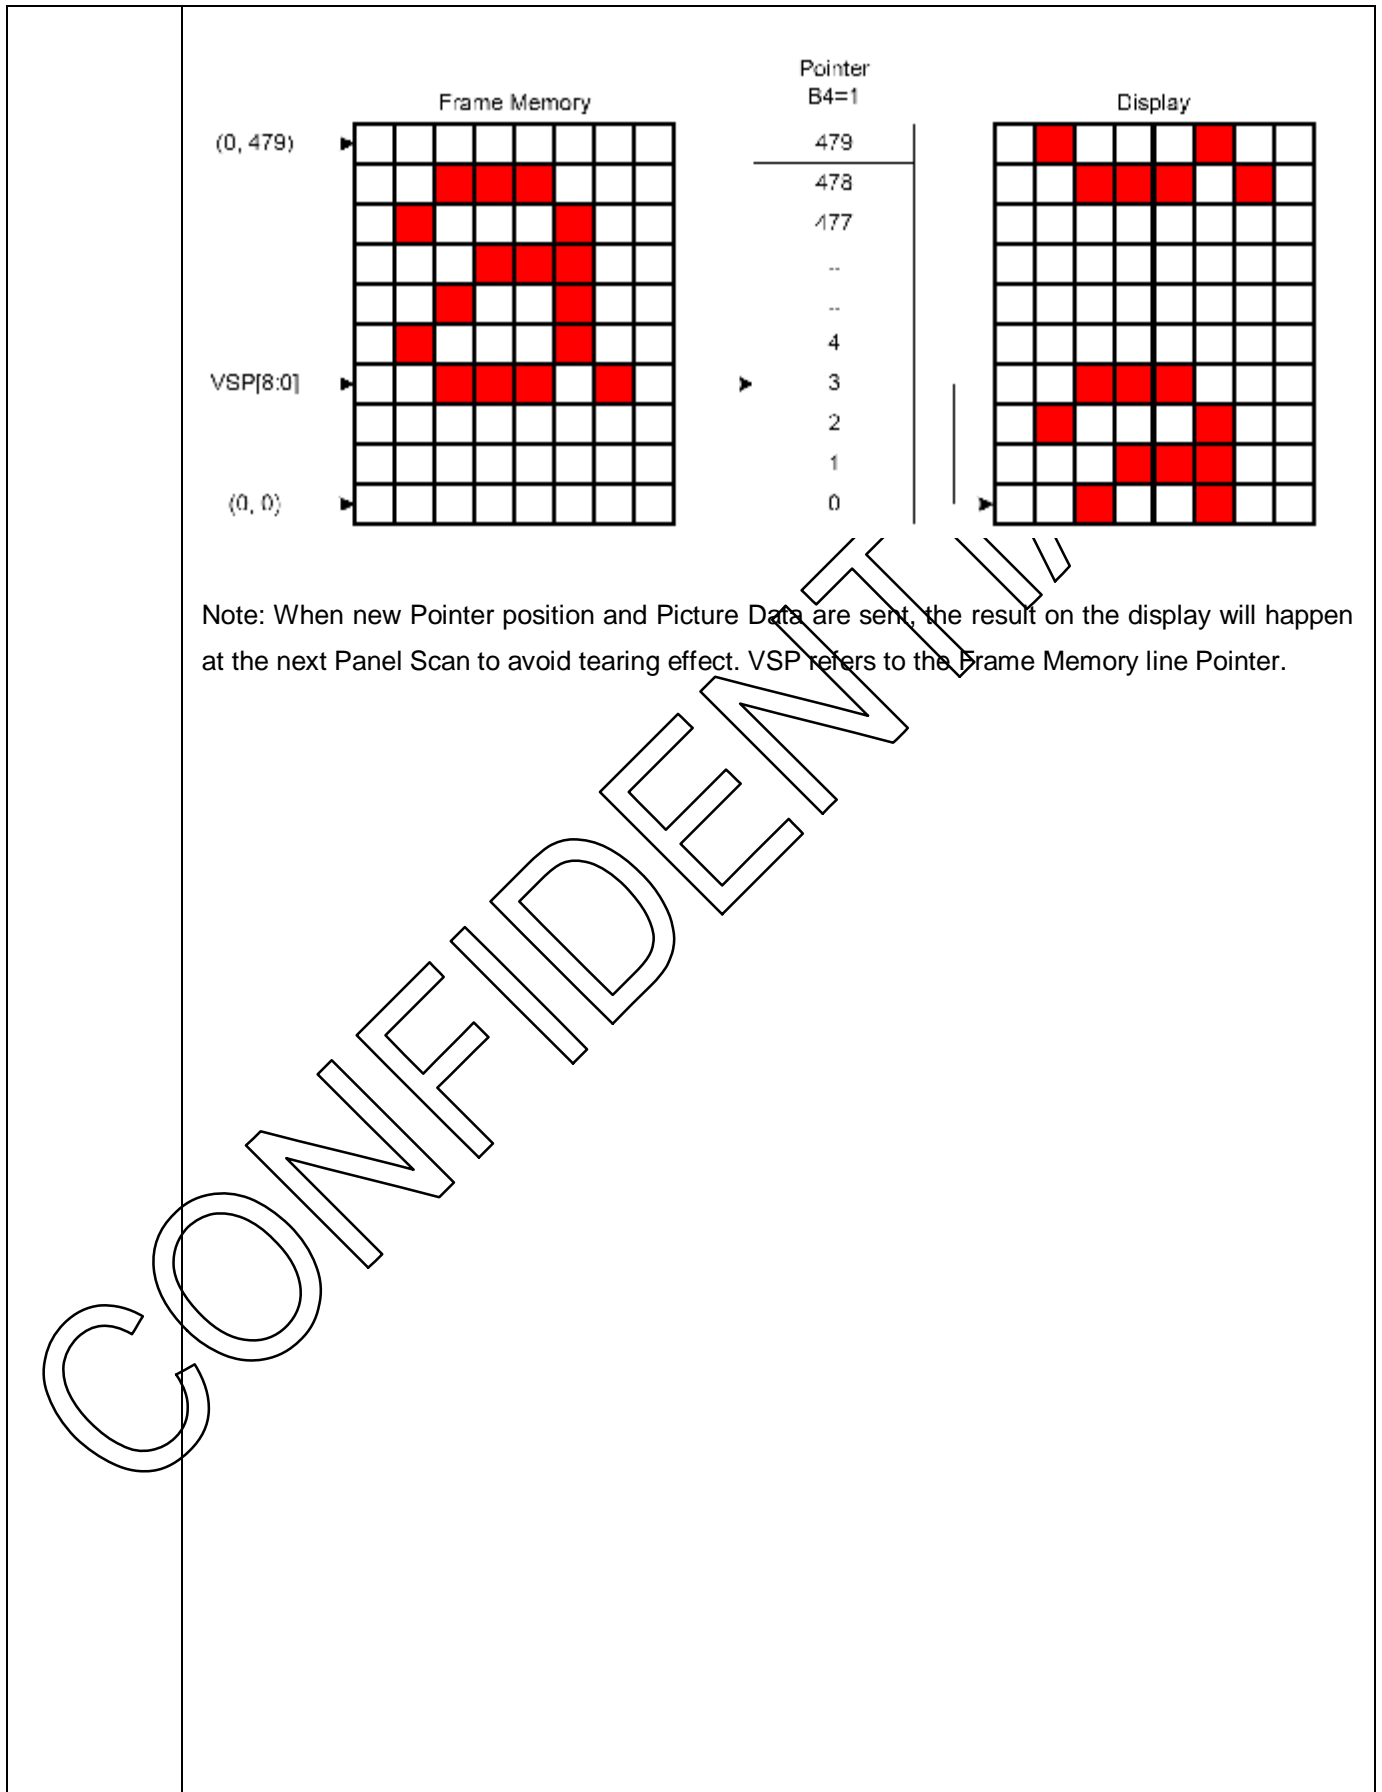 Pointer
B4=1
Frame Memory
Display
(0, 479)
479
478
477
--
--
4
VSP[8:0]
3
2
1
(0, 0)
0
Note: When new Pointer position and Picture Data are sent, the result on the display will happen
at the next Panel Scan to avoid tearing effect. VSP refers to the Frame Memory line Pointer.
CONFIDENTIA